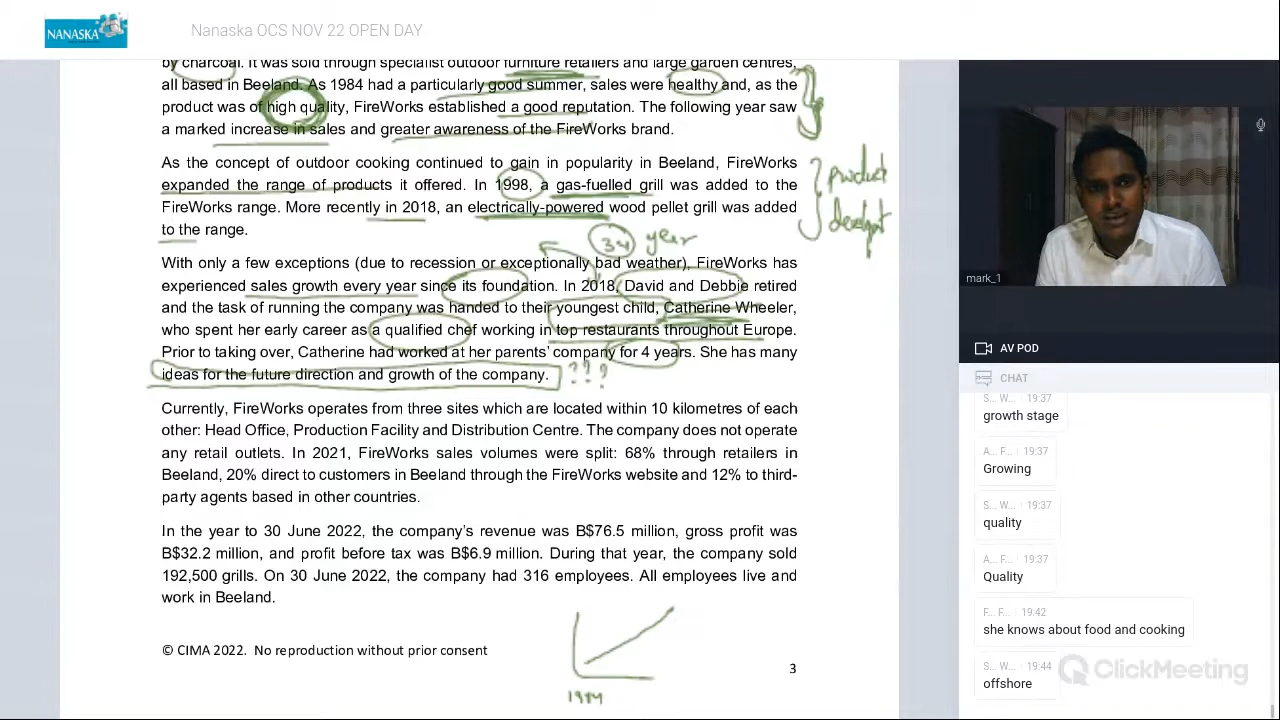 NANASKA
Nanaska OCS NOV 22 OPEN DAY
by charcoal. It was sold through specialist outdoor furniture retailers and large garden centres,
all based in Beeland. As 1984 had a particularly good summer, sales were healthy and, as the
product was of high quality, FireWorks established a good reputation. The following year saw
a marked increase in sales and greater awareness of the FireWorks brand.
As the concept of outdoor cooking continued to gain in popularity in Beeland, FireWorks
expanded the range of products it offered. In 1998, a gas-fuelled grill was added to the
FireWorks range. More recently in 2018, an electrically-powered wood pellet grill was added
to the range.
product
34 year
With only a few exceptions (due to recession or exceptionally bad weather), FireWorks has
experienced sales growth every year since its foundation. In 2018, David and Debbie retired
and the task of running the company was handed to their youngest child, Catherine Wheeler,
who spent her early career as a qualified chef working in top restaurants throughout Europe.
Prior to taking over, Catherine had worked at her parents' company for 4 years. She has many
ideas for the future direction and growth of the company. ???
Currently, FireWorks operates from three sites which are located within 10 kilometres of each
other: Head Office, Production Facility and Distribution Centre. The company does not operate
any retail outlets. In 2021, FireWorks sales volumes were split: 68% through retailers in
Beeland, 20% direct to customers in Beeland through the FireWorks website and 12% to third-
party agents based in other countries.
In the year to 30 June 2022, the company's revenue was B$76.5 million, gross profit was
B$32.2 million, and profit before tax was B$6.9 million. During that year, the company sold
192,500 grills. On 30 June 2022, the company had 316 employees. All employees live and
work in Beeland.
© CIMA 2022. No reproduction without prior consent
3
1984
mark_1
AV POD
CHAT
S... W... 19:37
growth stage
A... F... 19:37
Growing
S... W... 19:37
quality
A... F... 19:37
Quality
F... F... 19:42
she knows about food and cooking
S... W... 19:44
offshore
ClickMeeting